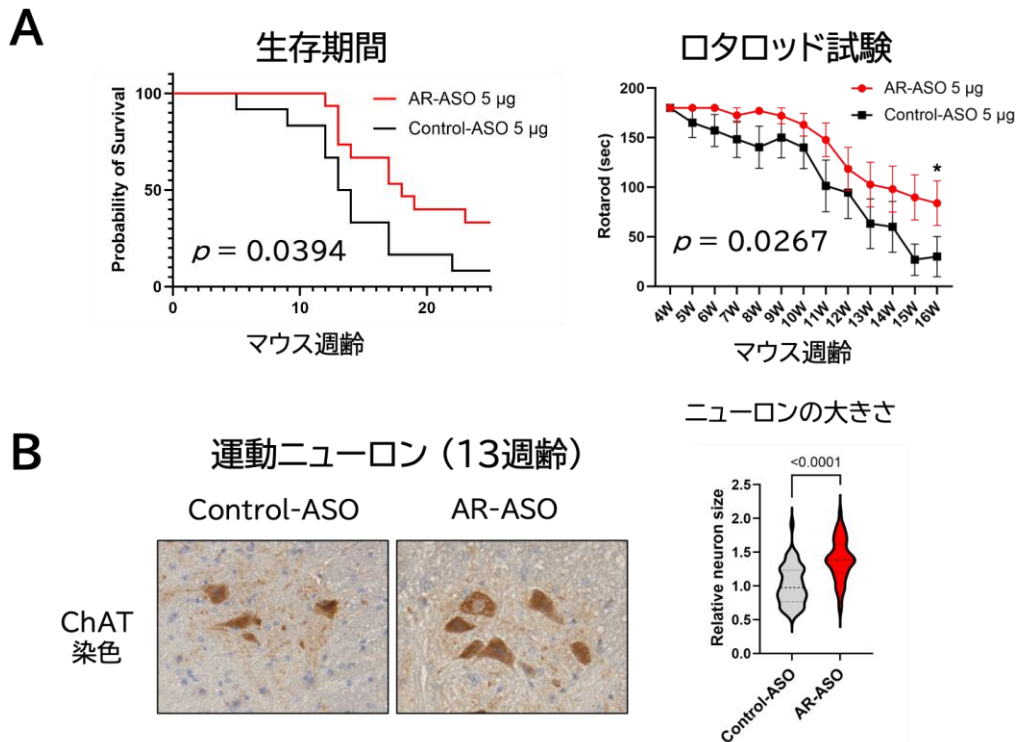 A
生存期間
Probability of Survival
100
50
0
0
10
20
AR-ASO 5 μg
Control-ASO 5 μg
p = 0.0394
マウス週齢
ロタロッド試験
Rotarod (sec)
200
150
100
50
0
AR-ASO 5 μg
Control-ASO 5 μg
*
p = 0.0267
4W
5W
6W
7W
8W
9W
10W
11W
12W
13W
14W
15W
16W
マウス週齢
B
運動ニューロン（13週齢）
Control-ASO
AR-ASO
ChAT
染色
ニューロンの大きさ
<0.0001
Relative neuron size
2.5
2.0
1.5
1.0
0.5
0.0
Control-ASO
AR-ASO